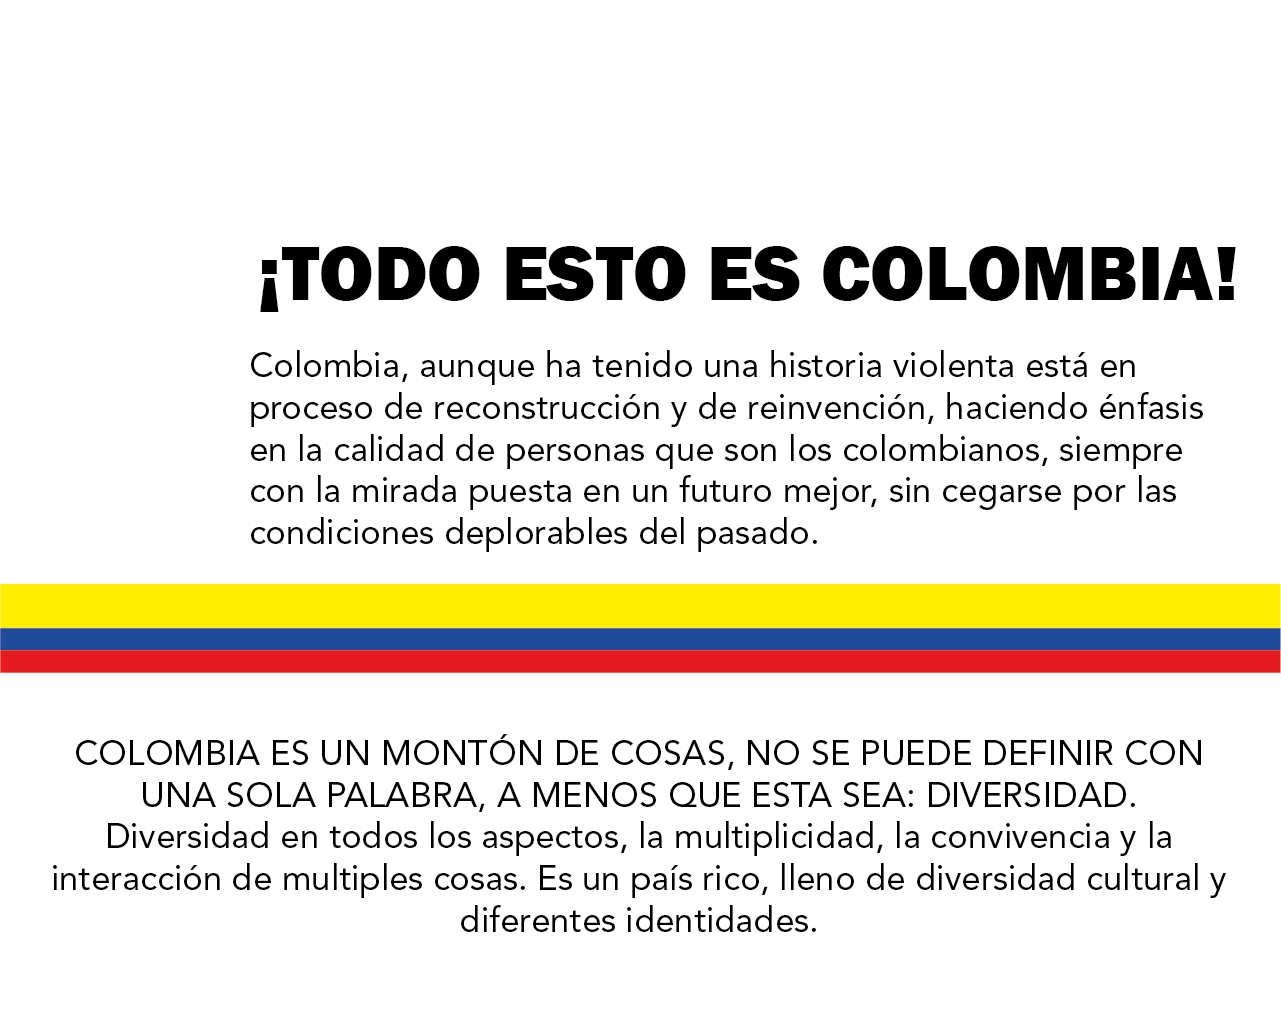 ¡TODO ESTO ES COLOMBIA!
Colombia, aunque ha tenido una historia violenta está en
proceso de reconstrucción y de reinvención, haciendo énfasis
en la calidad de personas que son los colombianos, siempre
con la mirada puesta en un futuro mejor, sin cegarse por las
condiciones deplorables del pasado.
COLOMBIA ES UN MONTÓN DE COSAS, NO SE PUEDE DEFINIR CON
UNA SOLA PALABRA, A MENOS QUE ESTA SEA: DIVERSIDAD.
Diversidad en todos los aspectos, la multiplicidad, la convivencia y la
interacción de multiples cosas. Es un país rico, lleno de diversidad cultural y
diferentes identidades.